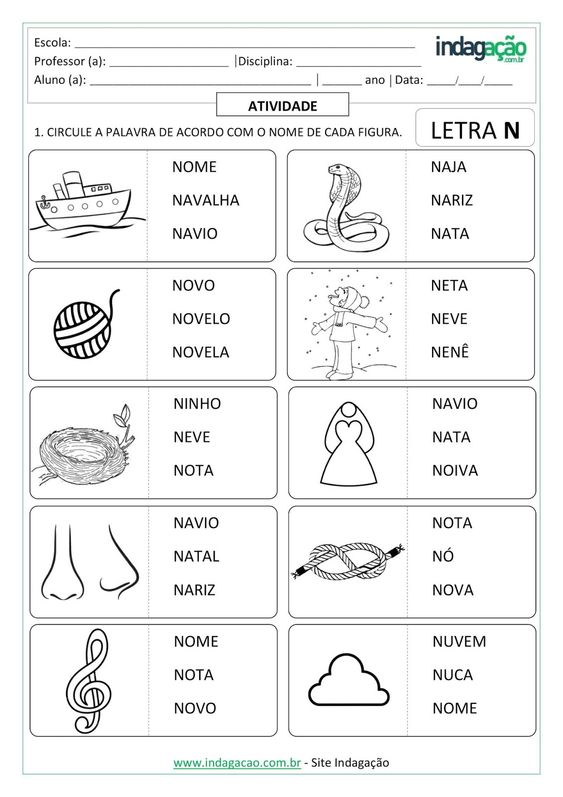 Escola:
indagação
.com.br
Professor (a): |Disciplina:
Aluno (a): | ano |Data: / /
ATIVIDADE
1. CIRCULE A PALAVRA DE ACORDO COM O NOME DE CADA FIGURA.
LETRA N
NOME
NAVALHA
NAVIO
NAJA
NARIZ
NATA
NOVO
NOVELO
NOVELA
NETA
NEVE
NENÊ
NINHO
NEVE
NOTA
NAVIO
NATA
NOIVA
NAVIO
NATAL
NARIZ
NOTA
NÓ
NOVA
NOME
NOTA
NOVO
NUVEM
NUCA
NOME
www.indagacao.com.br - Site Indagação